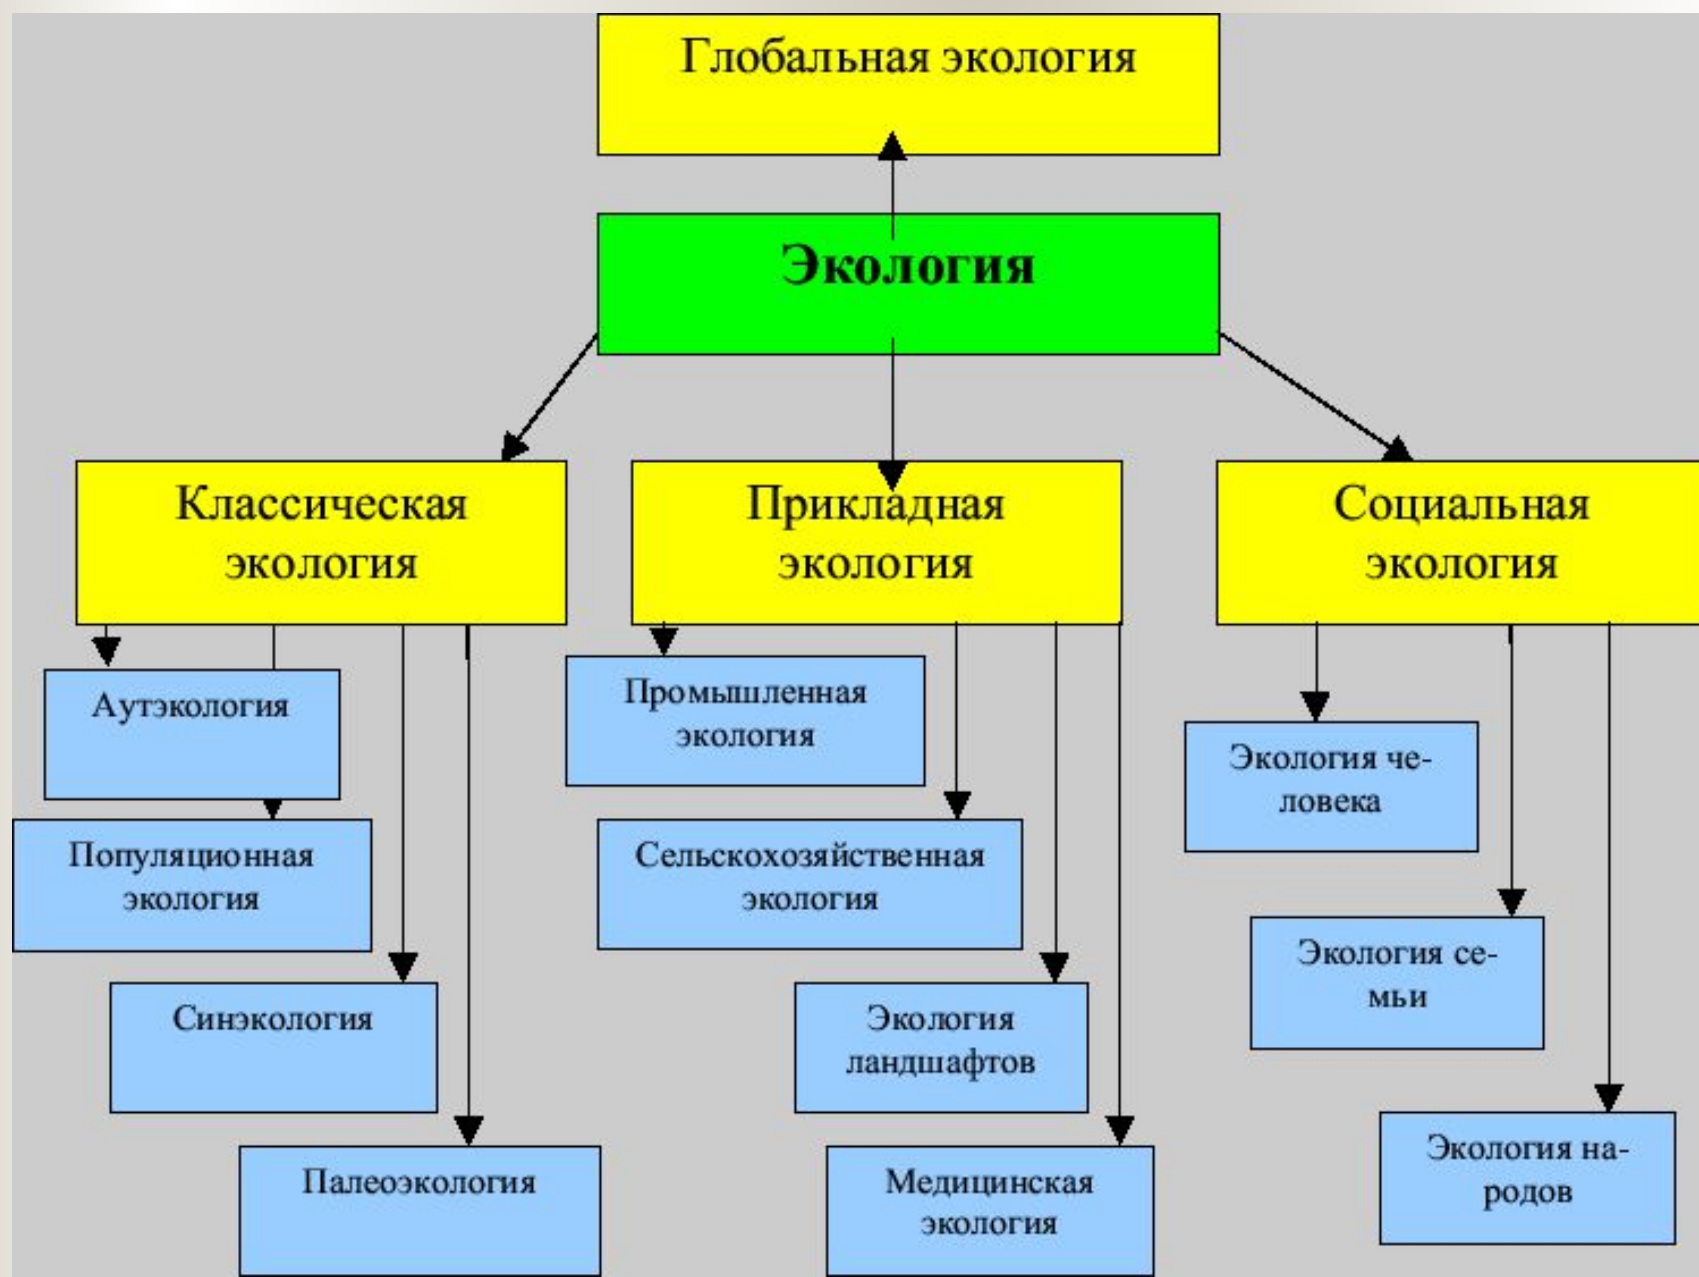 Глобальная экология
Экология
Классическая
экология
Прикладная
экология
Социальная
экология
Аутэкология
Популяционная
экология
Синэкология
Палеоэкология
Промышленная
экология
Сельскохозяйственная
экология
Экология
ландшафтов
Медицинская
экология
Экология че-
ловека
Экология се-
мьи
Экология на-
родов